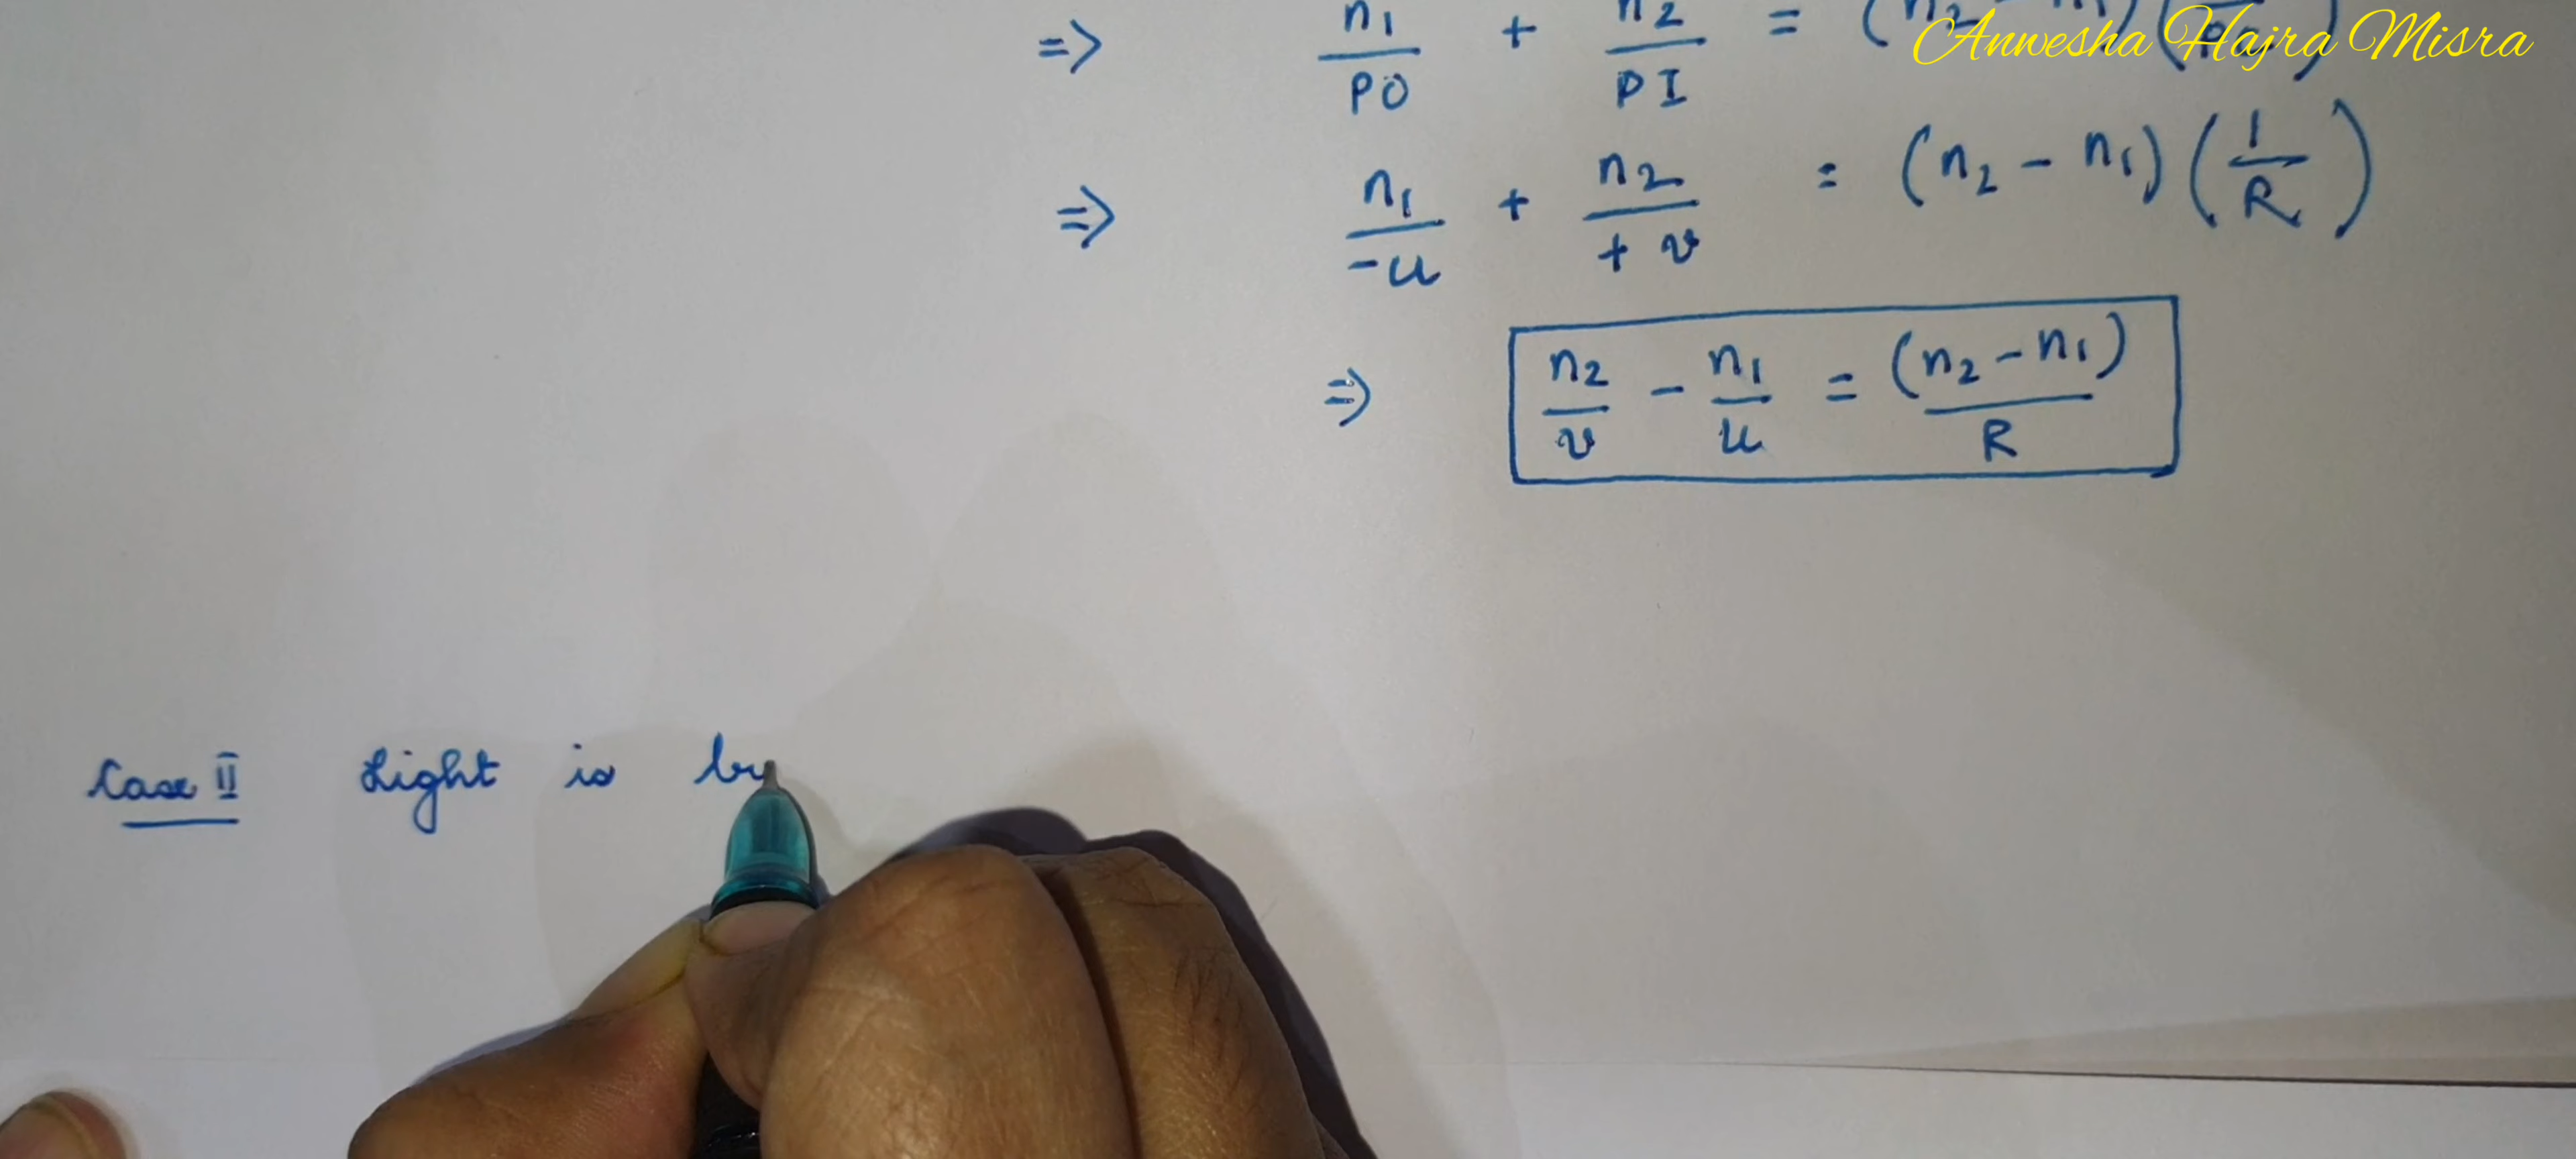 Anwesha Hajra Misra
=> n₁/PO + n₂/PI =
=> n₁/-u + n₂/+v = (n₂ - n₁) (1/R)
=> n₂/v - n₁/u = (n₂ - n₁)/R
Case II Light is